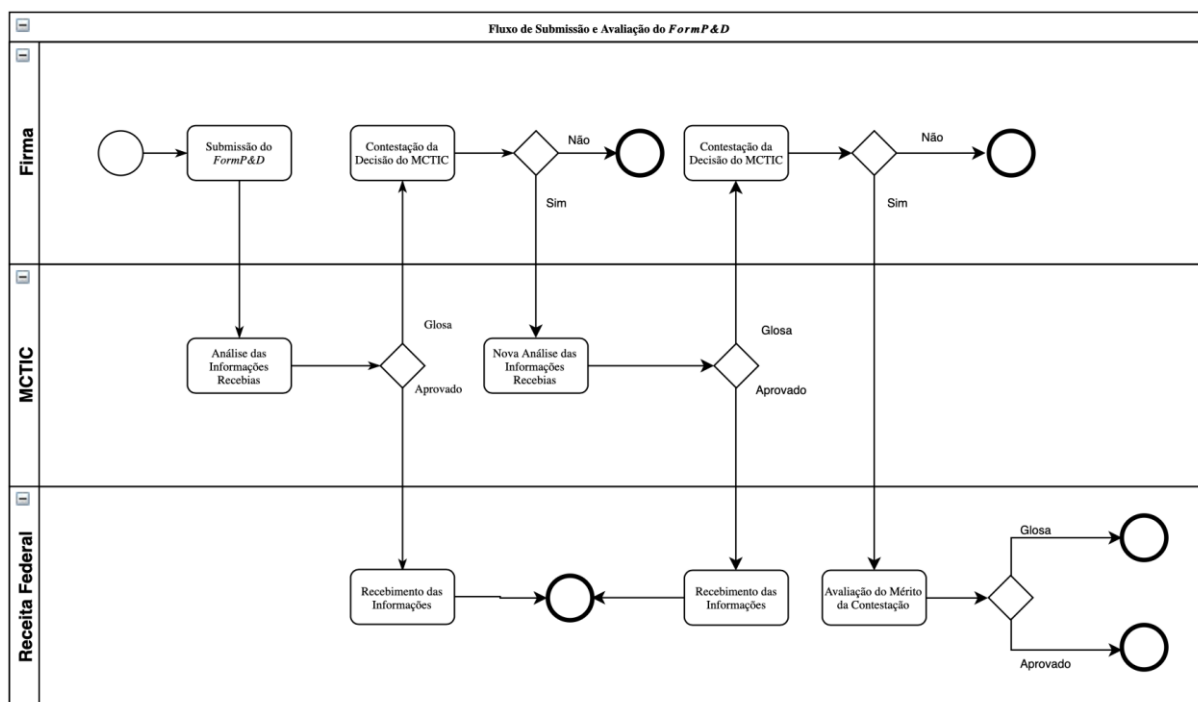 Fluxo de Submissão e Avaliação do FormP&D
Firma
Submissão do
FormP&D
Contestação da
Decisão do MCTIC
Não
Sim
Contestação da
Decisão do MCTIC
Não
Sim
MCTIC
Análise das
Informações
Recebias
Glosa
Aprovado
Nova Análise das
Informações
Recebias
Glosa
Aprovado
Receita Federal
Recebimento das
Informações
Recebimento das
Informações
Avaliação do Mérito
da Contestação
Glosa
Aprovado